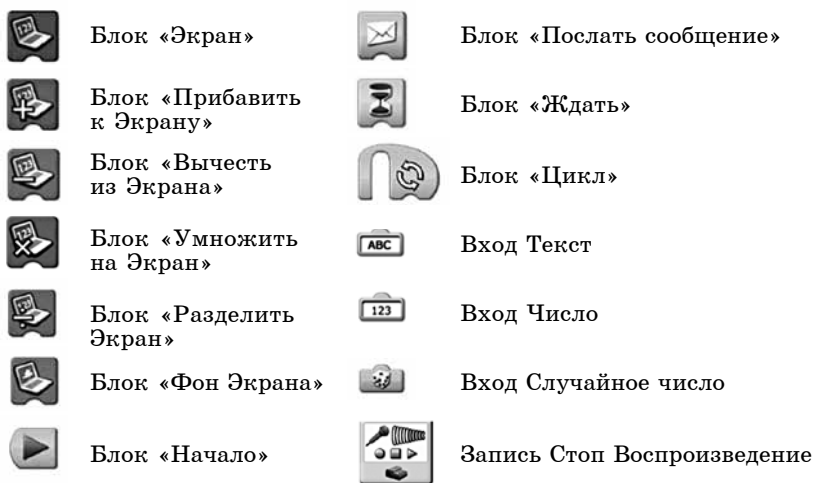 Блок «Экран»
Блок «Послать сообщение»
Блок «Прибавить
к Экрану»
Блок «Ждать»
Блок «Вычесть
из Экрана»
Блок «Цикл»
Блок «Умножить
на Экран»
ABC
Вход Текст
Блок «Разделить
Экран»
123
Вход Число
Блок «Фон Экрана»
Вход Случайное число
Блок «Начало»
Запись Стоп Воспроизведение